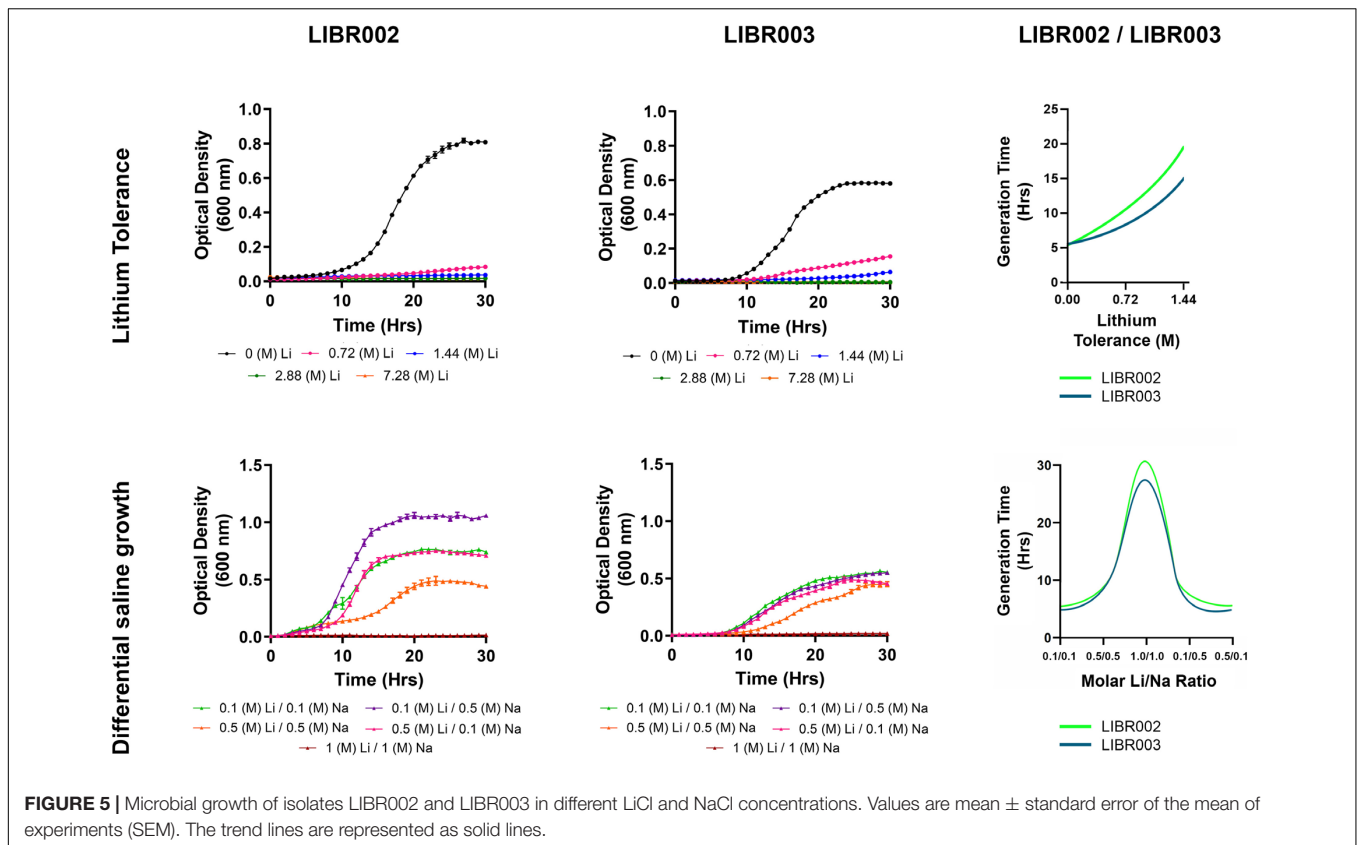 LIBR002
LIBR003
LIBR002 / LIBR003
Lithium Tolerance
Optical Density
(600 nm)
1.0
0.8
0.6
0.4
0.2
0.0
0
10
20
30
Time (Hrs)
0 (M) Li
0.72 (M) Li
1.44 (M) Li
2.88 (M) Li
7.28 (M) Li
Optical Density
(600 nm)
1.0
0.8
0.6
0.4
0.2
0.0
0
10
20
30
Time (Hrs)
0 (M) Li
0.72 (M) Li
1.44 (M) Li
2.88 (M) Li
7.28 (M) Li
Generation Time
(Hrs)
25
20
15
10
5
0
0.00
0.72
1.44
Lithium
Tolerance (M)
LIBR002
LIBR003
Differential saline growth
Optical Density
(600 nm)
1.5
1.0
0.5
0.0
0
10
20
30
Time (Hrs)
0.1 (M) Li / 0.1 (M) Na
0.1 (M) Li / 0.5 (M) Na
0.5 (M) Li / 0.5 (M) Na
0.5 (M) Li / 0.1 (M) Na
1 (M) Li / 1 (M) Na
Optical Density
(600 nm)
1.5
1.0
0.5
0.0
0
10
20
30
Time (Hrs)
0.1 (M) Li / 0.1 (M) Na
0.1 (M) Li / 0.5 (M) Na
0.5 (M) Li / 0.5 (M) Na
0.5 (M) Li / 0.1 (M) Na
1 (M) Li / 1 (M) Na
Generation Time
(Hrs)
30
20
10
0
0.1/0.1
0.5/0.5
1.0/1.0
0.1/0.5
0.5/0.1
Molar Li/Na Ratio
LIBR002
LIBR003
FIGURE 5 | Microbial growth of isolates LIBR002 and LIBR003 in different LiCl and NaCl concentrations. Values are mean ± standard error of the mean of
experiments (SEM). The trend lines are represented as solid lines.